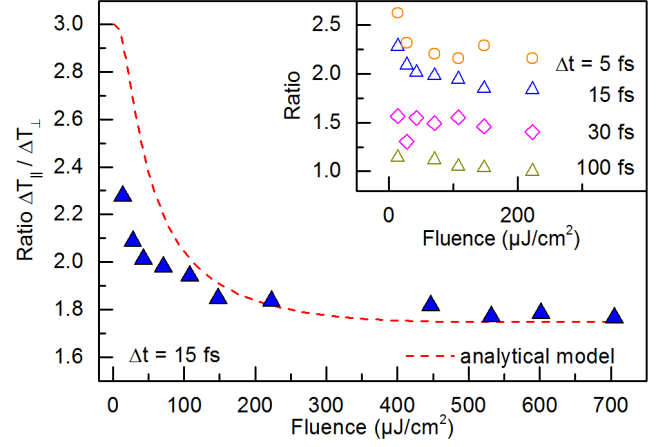 3.0
2.8
2.6
2.4
2.2
2.0
1.8
1.6
Ratio ΔT∥ / ΔT⊥
0 100 200 300 400 500 600 700
Fluence (μJ/cm²)
Δt = 15 fs
analytical model
2.5
2.0
1.5
1.0
Ratio
0 200
Fluence (μJ/cm²)
Δt = 5 fs
15 fs
30 fs
100 fs